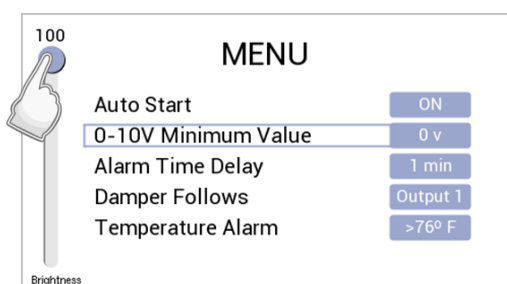 100
MENU
Auto Start ON
0-10V Minimum Value 0 v
Alarm Time Delay 1 min
Damper Follows Output 1
Temperature Alarm >76º F
Brightness